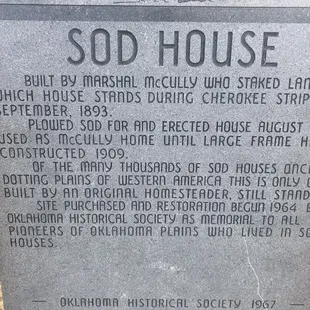 SOD HOUSE
BUILT BY MARSHAL McCULLY WHO STAKED LAN
WHICH HOUSE STANDS DURING CHEROKEE STRIP
SEPTEMBER, 1893.
PLOWED SOD FOR AND ERECTED HOUSE AUGUST
USED AS McCULLY HOME UNTIL LARGE FRAME H
CONSTRUCTED 1909.
OF THE MANY THOUSANDS OF SOD HOUSES ONC
DOTTING PLAINS OF WESTERN AMERICA THIS IS ONLY O
BUILT BY AN ORIGINAL HOMESTEADER, STILL STAND
SITE PURCHASED AND RESTORATION BEGUN 1964 B
OKLAHOMA HISTORICAL SOCIETY AS MEMORIAL TO ALL
PIONEERS OF OKLAHOMA PLAINS WHO LIVED IN SO
HOUSES.
— OKLAHOMA HISTORICAL SOCIETY 1967 —